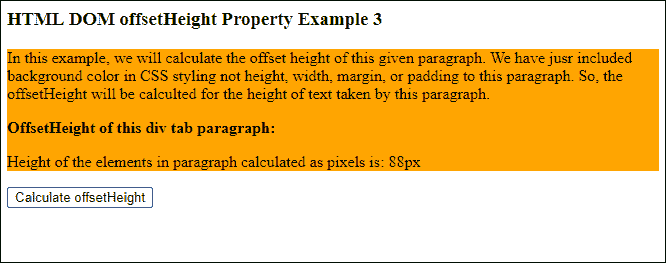 HTML DOM offsetHeight Property Example 3
In this example, we will calculate the offset height of this given paragraph. We have jusr included
background color in CSS styling not height, width, margin, or padding to this paragraph. So, the
offsetHeight will be calculted for the height of text taken by this paragraph.
OffsetHeight of this div tab paragraph:
Height of the elements in paragraph calculated as pixels is: 88px
Calculate offsetHeight